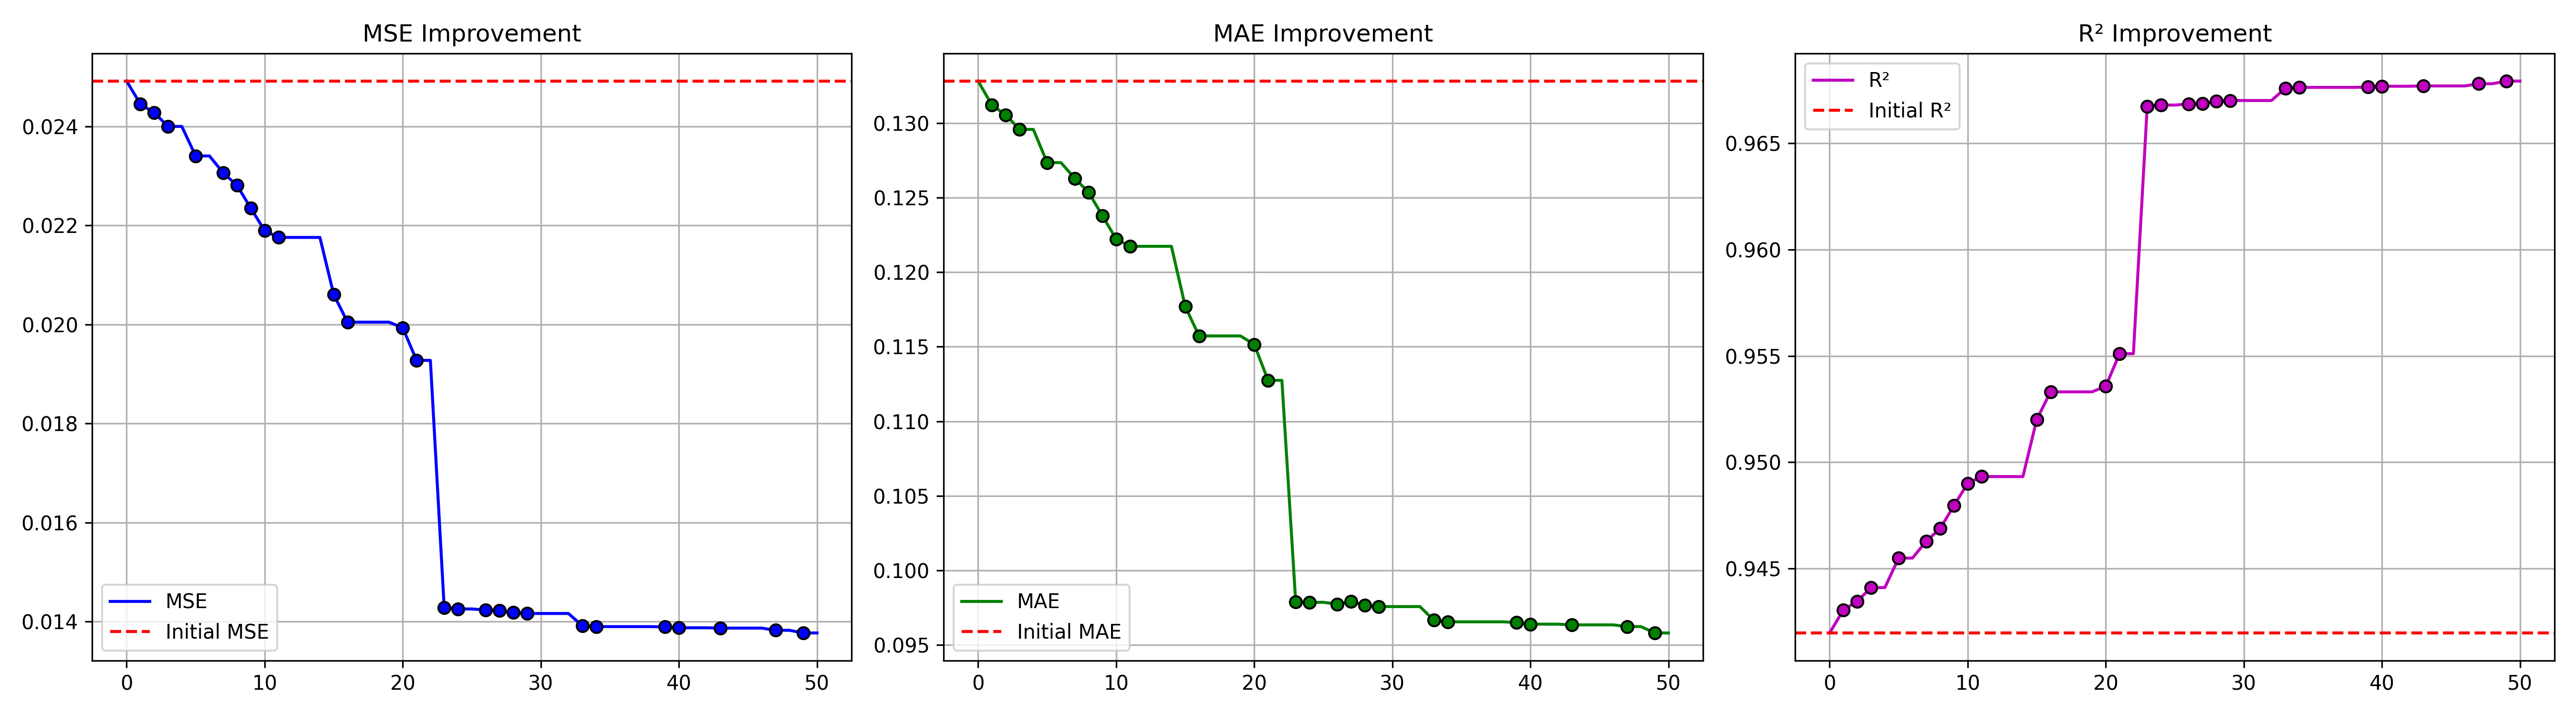 MSE Improvement
0.024
0.022
0.020
0.018
0.016
0.014
MSE
Initial MSE
0 10 20 30 40 50
MAE Improvement
0.130
0.125
0.120
0.115
0.110
0.105
0.100
0.095
MAE
Initial MAE
0 10 20 30 40 50
R² Improvement
R²
Initial R²
0.965
0.960
0.955
0.950
0.945
0 10 20 30 40 50